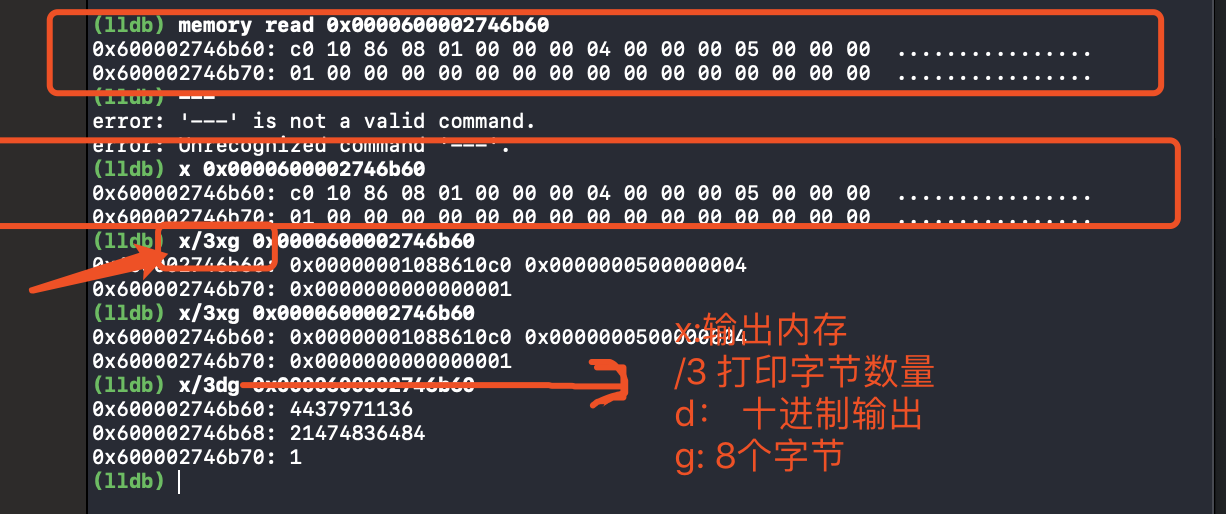 (lldb) memory read 0x0000600002746b60
0x600002746b60: c0 10 86 08 01 00 00 00 04 00 00 00 05 00 00 00 ................
0x600002746b70: 01 00 00 00 00 00 00 00 00 00 00 00 00 00 00 00 ................
(lldb) ---
error: '---' is not a valid command.
error: Unrecognized command '---'.
(lldb) x 0x0000600002746b60
0x600002746b60: c0 10 86 08 01 00 00 00 04 00 00 00 05 00 00 00 ................
0x600002746b70: 01 00 00 00 00 00 00 00 00 00 00 00 00 00 00 00 ................
(lldb) x/3xg 0x0000600002746b60
0x600002746b60: 0x00000001088610c0 0x0000000500000004
0x600002746b70: 0x0000000000000001
(lldb) x/3xg 0x0000600002746b60
0x600002746b60: 0x00000001088610c0 0x0000000500000004
0x600002746b70: 0x0000000000000001
(lldb) x/3dg 0x0000600002746b60
0x600002746b60: 4437971136
0x600002746b68: 21474836484
0x600002746b70: 1
(lldb)
x:输出内存
/3 打印字节数量
d： 十进制输出
g: 8个字节